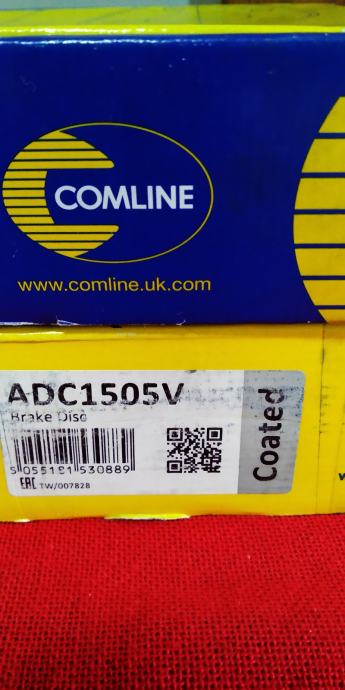 COMLINE
www.comline.uk.com
ADC1505V
Brake Disc
Coated
5 055181 530889
EAC TW/007828